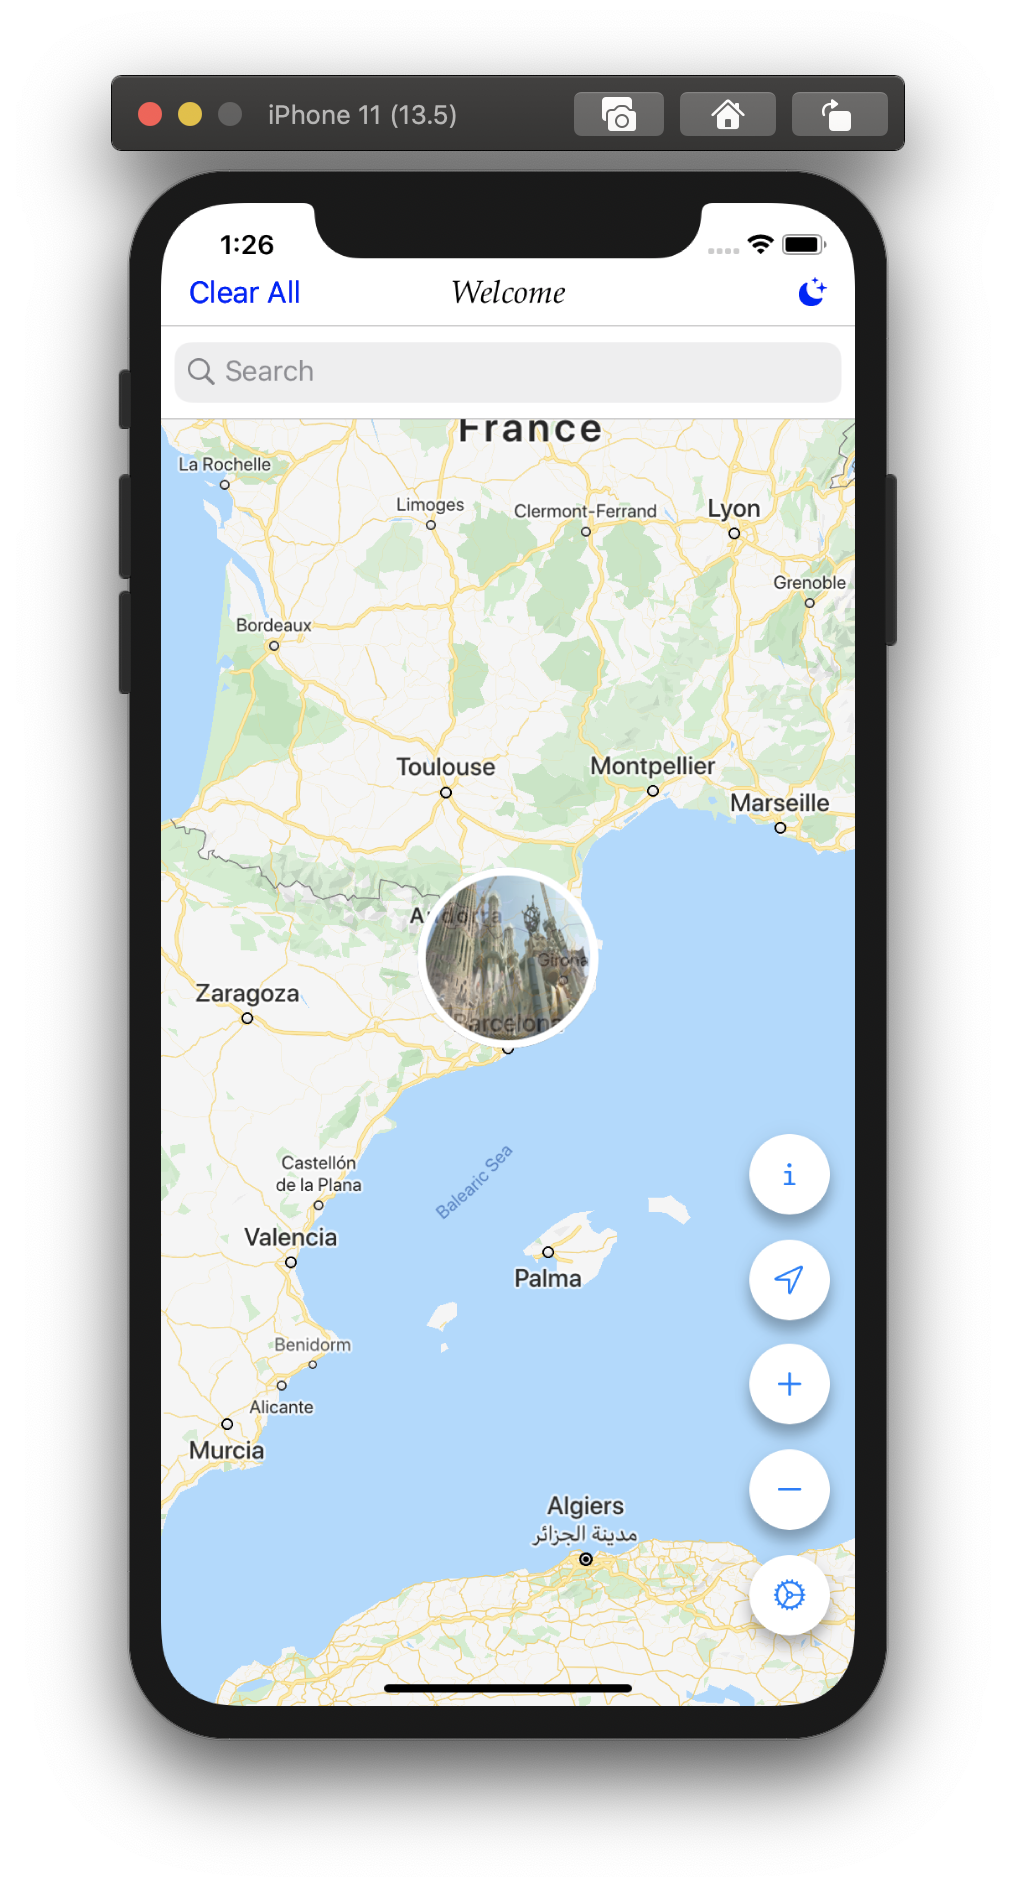 iPhone 11 (13.5)
1:26
Clear All
Welcome
Search
France
La Rochelle
Limoges
Clermont-Ferrand
Lyon
Grenoble
Bordeaux
Toulouse
Montpellier
Marseille
Andorra
Girona
Zaragoza
Barcelona
Castellón
de la Plana
Balearic Sea
Valencia
Palma
Benidorm
Alicante
Murcia
Algiers
مدينة الجزائر